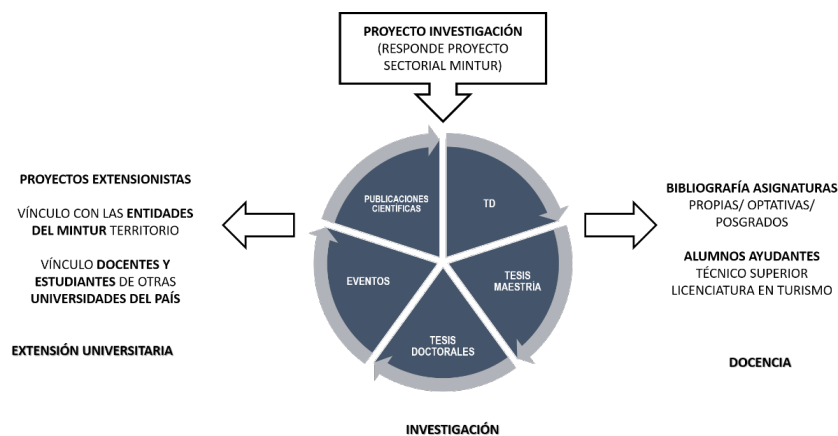 PROYECTO INVESTIGACIÓN
(RESPONDE PROYECTO
SECTORIAL MINTUR)
PROYECTOS EXTENSIONISTAS
VÍNCULO CON LAS ENTIDADES
DEL MINTUR TERRITORIO
VÍNCULO DOCENTES Y
ESTUDIANTES DE OTRAS
UNIVERSIDADES DEL PAÍS
EXTENSIÓN UNIVERSITARIA
PUBLICACIONES
CIENTÍFICAS
TD
EVENTOS
TESIS
MAESTRÍA
TESIS
DOCTORALES
BIBLIOGRAFÍA ASIGNATURAS
PROPIAS/ OPTATIVAS/
POSGRADOS
ALUMNOS AYUDANTES
TÉCNICO SUPERIOR
LICENCIATURA EN TURISMO
DOCENCIA
INVESTIGACIÓN